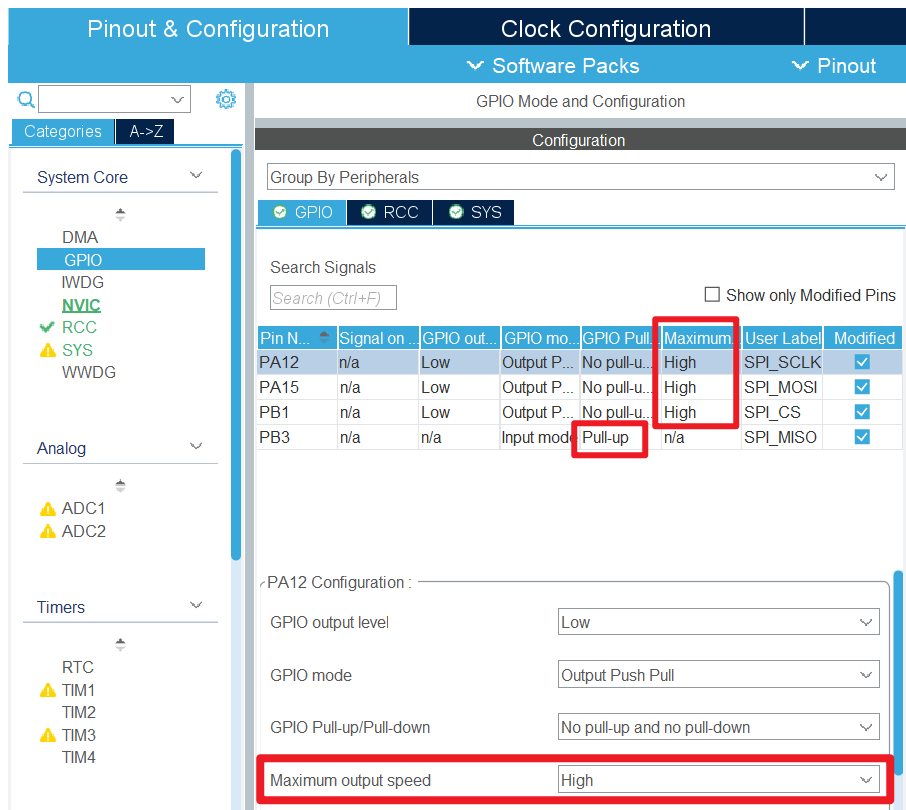 Pinout & Configuration
Clock Configuration
Software Packs
Pinout
GPIO Mode and Configuration
Categories
A->Z
Configuration
System Core
DMA
GPIO
IWDG
NVIC
RCC
SYS
WWDG
Analog
ADC1
ADC2
Timers
RTC
TIM1
TIM2
TIM3
TIM4
Group By Peripherals
GPIO RCC SYS
Search Signals
Search (Ctrl+F)
Show only Modified Pins
Pin N... Signal on ... GPIO out... GPIO mo... GPIO Pull... Maximum... User Label Modified
PA12 n/a Low Output P... No pull-u... High SPI_SCLK
PA15 n/a Low Output P... No pull-u... High SPI_MOSI
PB1 n/a Low Output P... No pull-u... High SPI_CS
PB3 n/a n/a Input mode Pull-up n/a SPI_MISO
PA12 Configuration :
GPIO output level Low
GPIO mode Output Push Pull
GPIO Pull-up/Pull-down No pull-up and no pull-down
Maximum output speed High